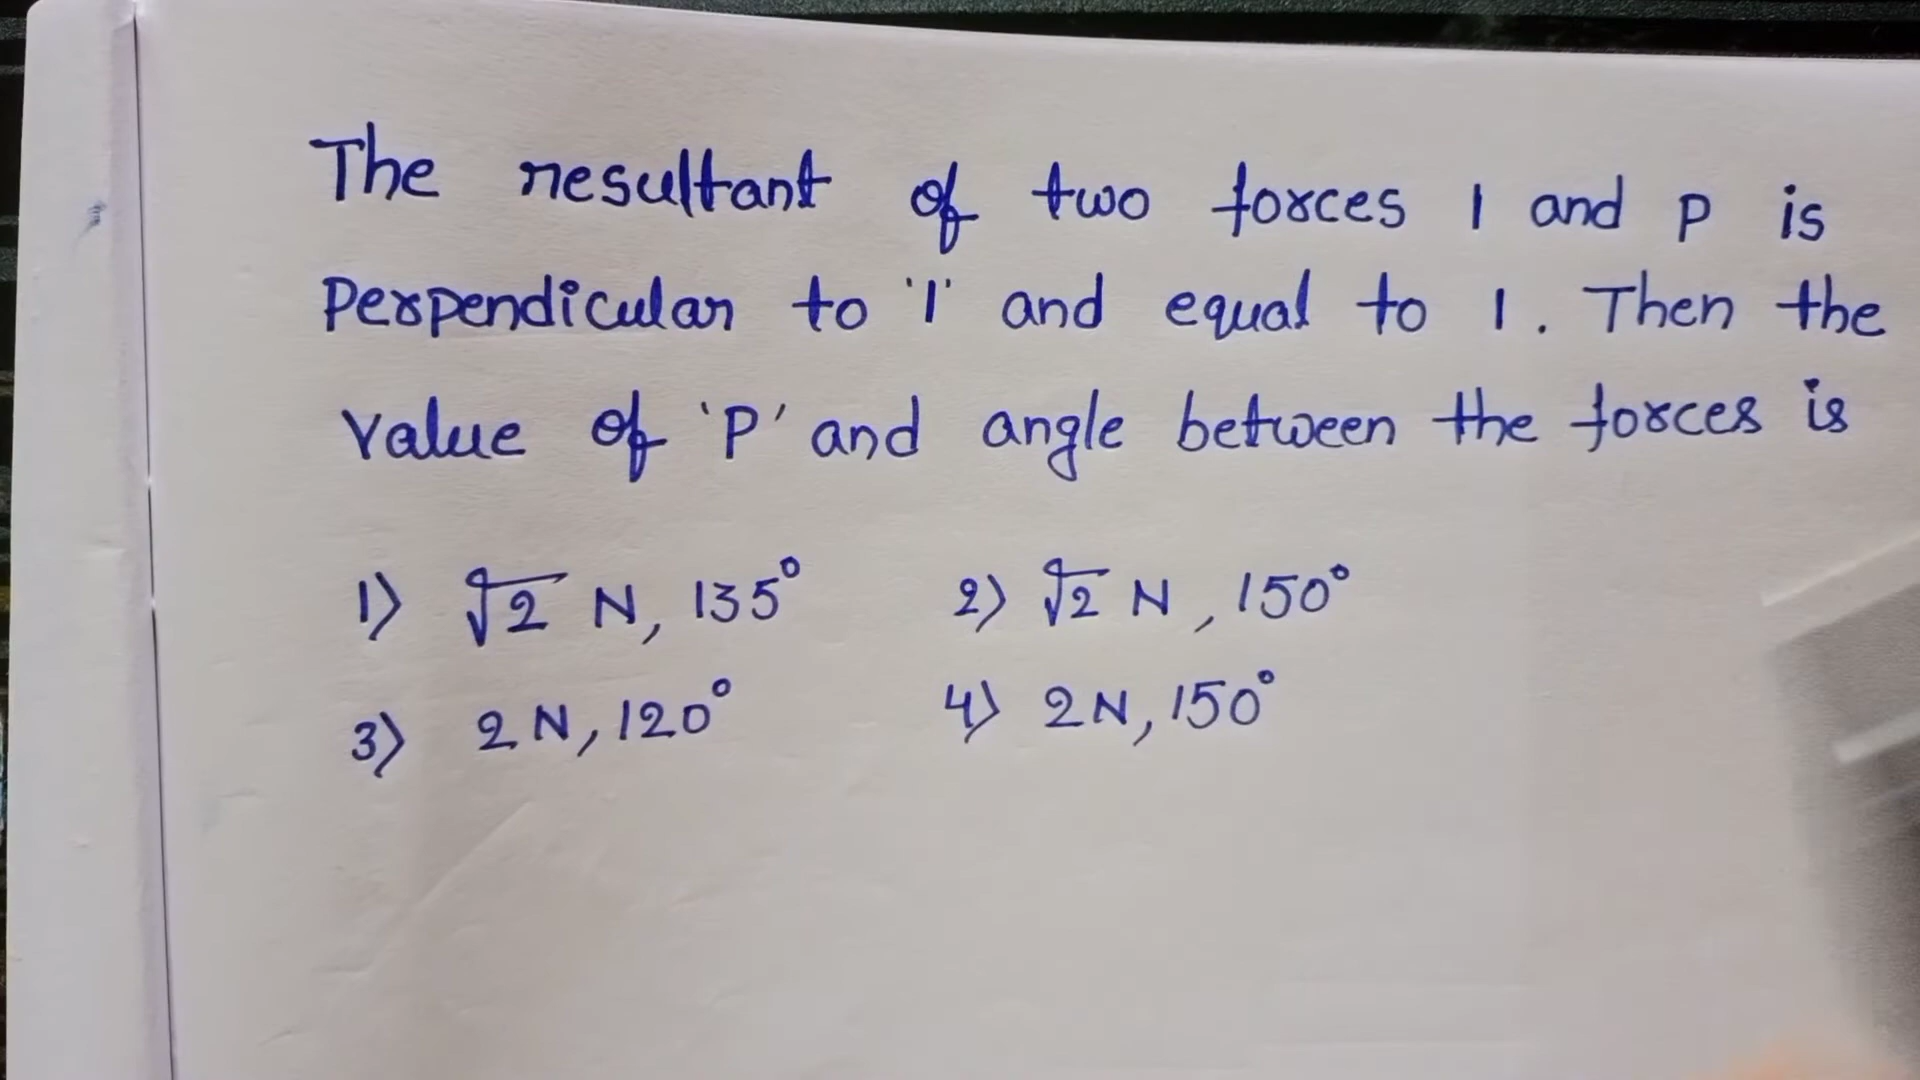 The resultant of two forces 1 and P is
Perpendicular to '1' and equal to 1. Then the
Value of 'P' and angle between the forces is
1) √2 N, 135°   2) √2 N, 150°
3) 2 N, 120°   4) 2N, 150°